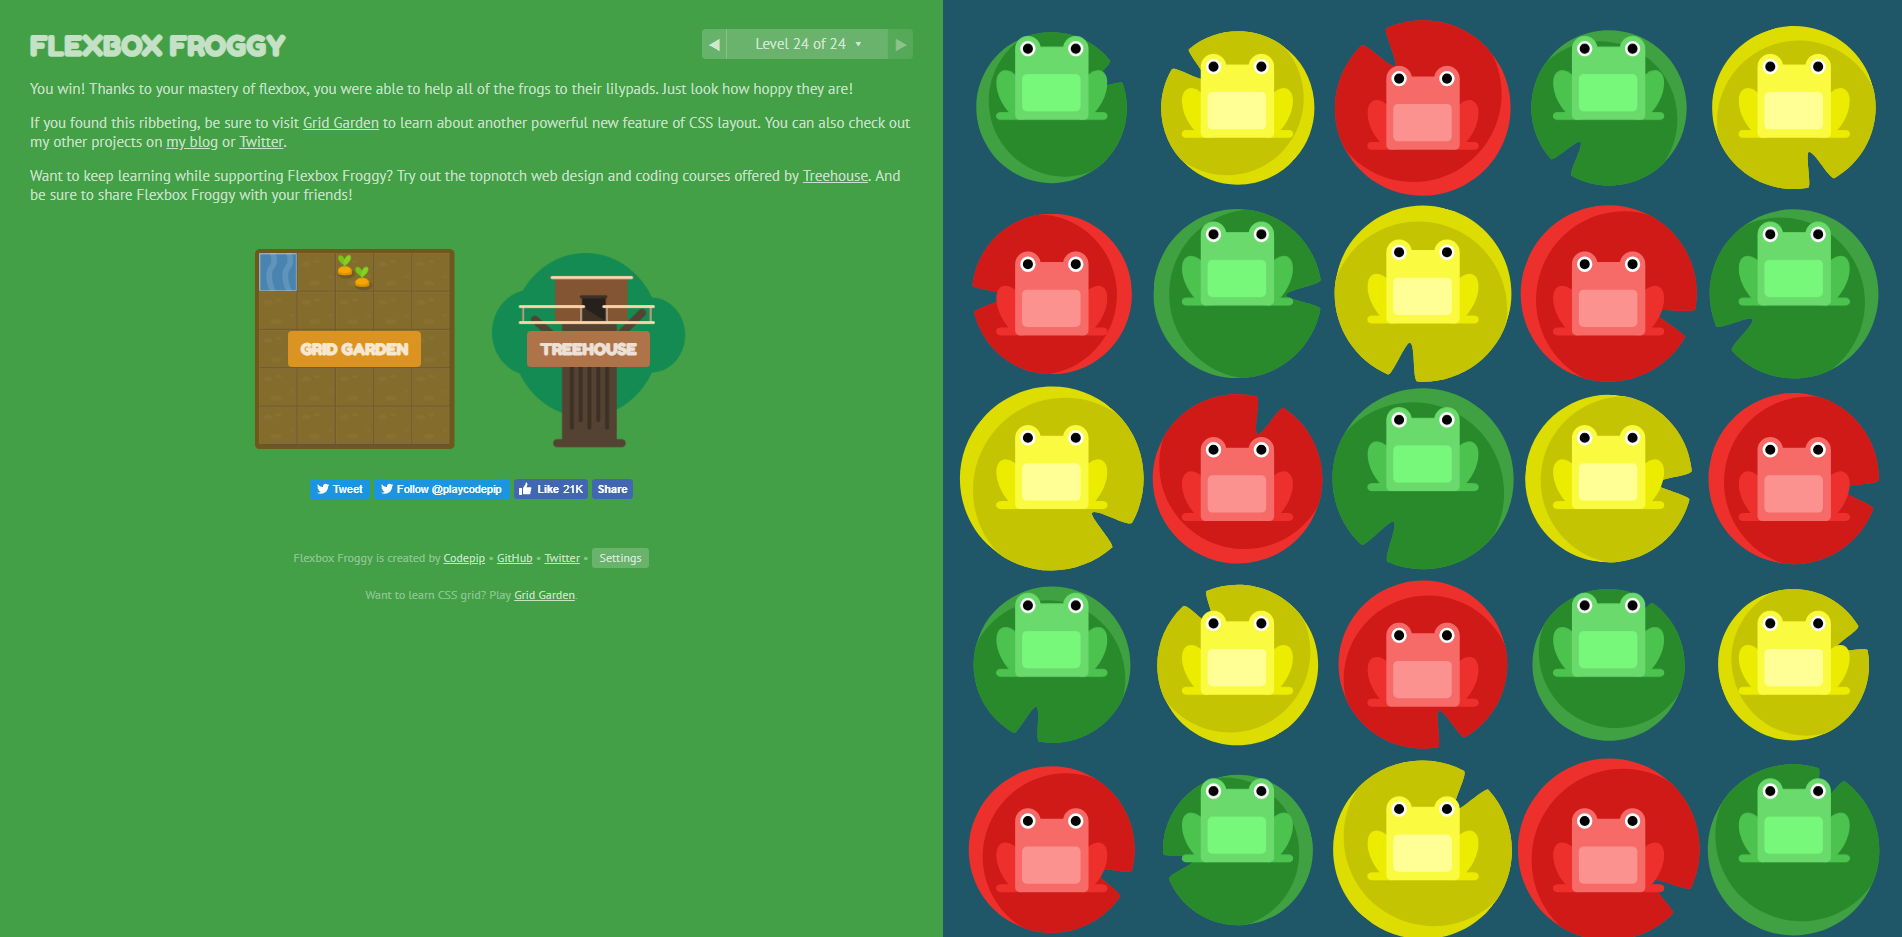 FLEXBOX FROGGY
Level 24 of 24
You win! Thanks to your mastery of flexbox, you were able to help all of the frogs to their lilypads. Just look how hoppy they are!
If you found this ribbeting, be sure to visit Grid Garden to learn about another powerful new feature of CSS layout. You can also check out
my other projects on my blog or Twitter.
Want to keep learning while supporting Flexbox Froggy? Try out the topnotch web design and coding courses offered by Treehouse. And
be sure to share Flexbox Froggy with your friends!
GRID GARDEN
TREEHOUSE
Tweet Follow @playcodepip Like 21K Share
Flexbox Froggy is created by Codepip • GitHub • Twitter • Settings
Want to learn CSS grid? Play Grid Garden.